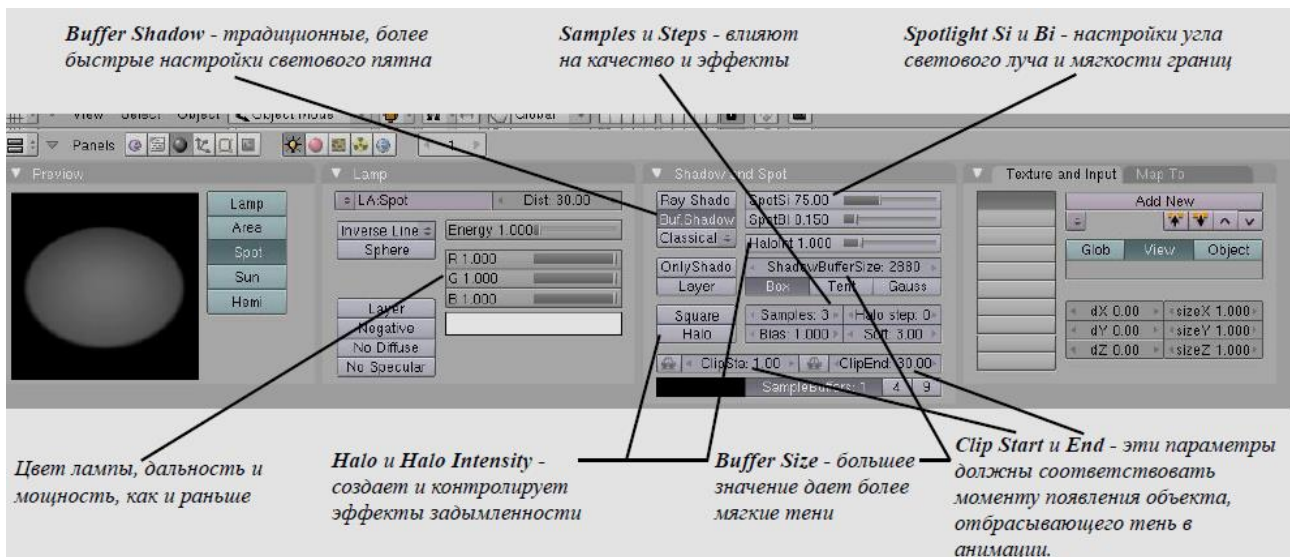 Buffer Shadow - традиционные, более
быстрые настройки светового пятна
Samples и Steps - влияют
на качество и эффекты
Spotlight Si и Bi - настройки угла
светового луча и мягкости границ
View Select Object Object Mode Global
Panels 1
Preview
Lamp
Area
Spot
Sun
Hemi
Lamp
LA:Spot Dist: 30.00
Inverse Line Energy 1.000
Sphere
R 1.000
G 1.000
B 1.000
Layer
Negative
No Diffuse
No Specular
Shadow and Spot
Ray Shado SpotSi 75.00
Buf.Shadow SpotBl 0.150
Classical HaloInt 1.000
OnlyShado ShadowBufferSize: 2880
Layer Box Tent Gauss
Square Samples: 3 Halo step: 0
Halo Bias: 1.000 Soft: 3.00
ClipSta: 1.00 ClipEnd: 30.00
SampleBuffers: 1 4 9
Texture and Input Map To
Add New
Glob View Object
dX 0.00 sizeX 1.000
dY 0.00 sizeY 1.000
dZ 0.00 sizeZ 1.000
Цвет лампы, дальность и
мощность, как и раньше
Halo и Halo Intensity -
создает и контролирует
эффекты задымленности
Buffer Size - большее
значение дает более
мягкие тени
Clip Start и End - эти параметры
должны соответствовать
моменту появления объекта,
отбрасывающего тень в
анимации.